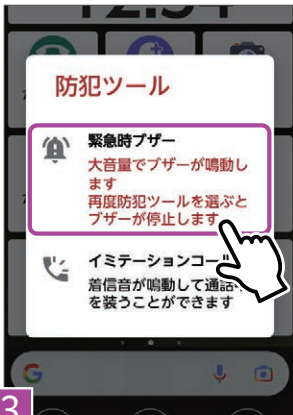 防犯ツール
緊急時ブザー
大音量でブザーが鳴動し
ます
再度防犯ツールを選ぶと
ブザーが停止します
イミテーションコール
着信音が鳴動して通話
を装うことができます
G
3